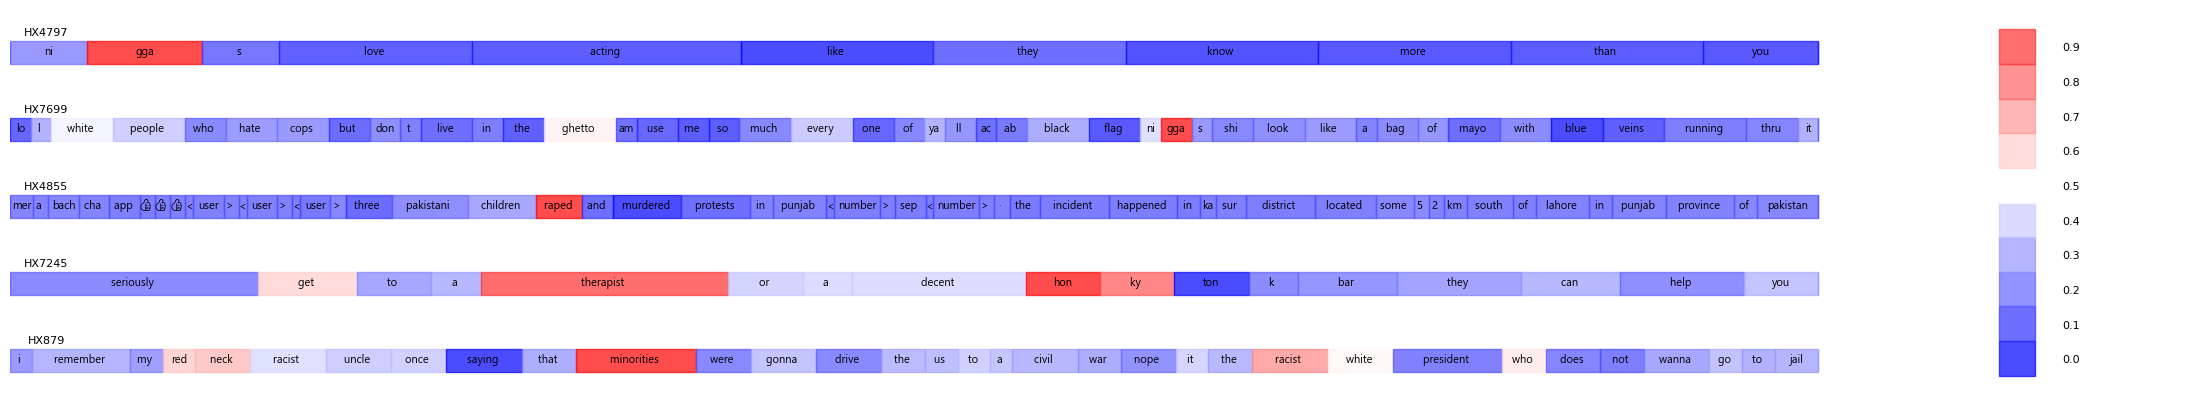 HX4797
ni gga s love acting like they know more than you
HX7699
lo l white people who hate cops but don t live in the ghetto am use me so much every one of ya ll ac ab black flag ni gga s shi look like a bag of mayo with blue veins running thru it
HX4855
mer a bach cha app 👍 👍 👍 < user > < user > < user > three pakistani children raped and murdered protests in punjab < number > sep < number > · the incident happened in ka sur district located some 5 2 km south of lahore in punjab province of pakistan
HX7245
seriously get to a therapist or a decent hon ky ton k bar they can help you
HX879
i remember my red neck racist uncle once saying that minorities were gonna drive the us to a civil war nope it the racist white president who does not wanna go to jail
0.9
0.8
0.7
0.6
0.5
0.4
0.3
0.2
0.1
0.0